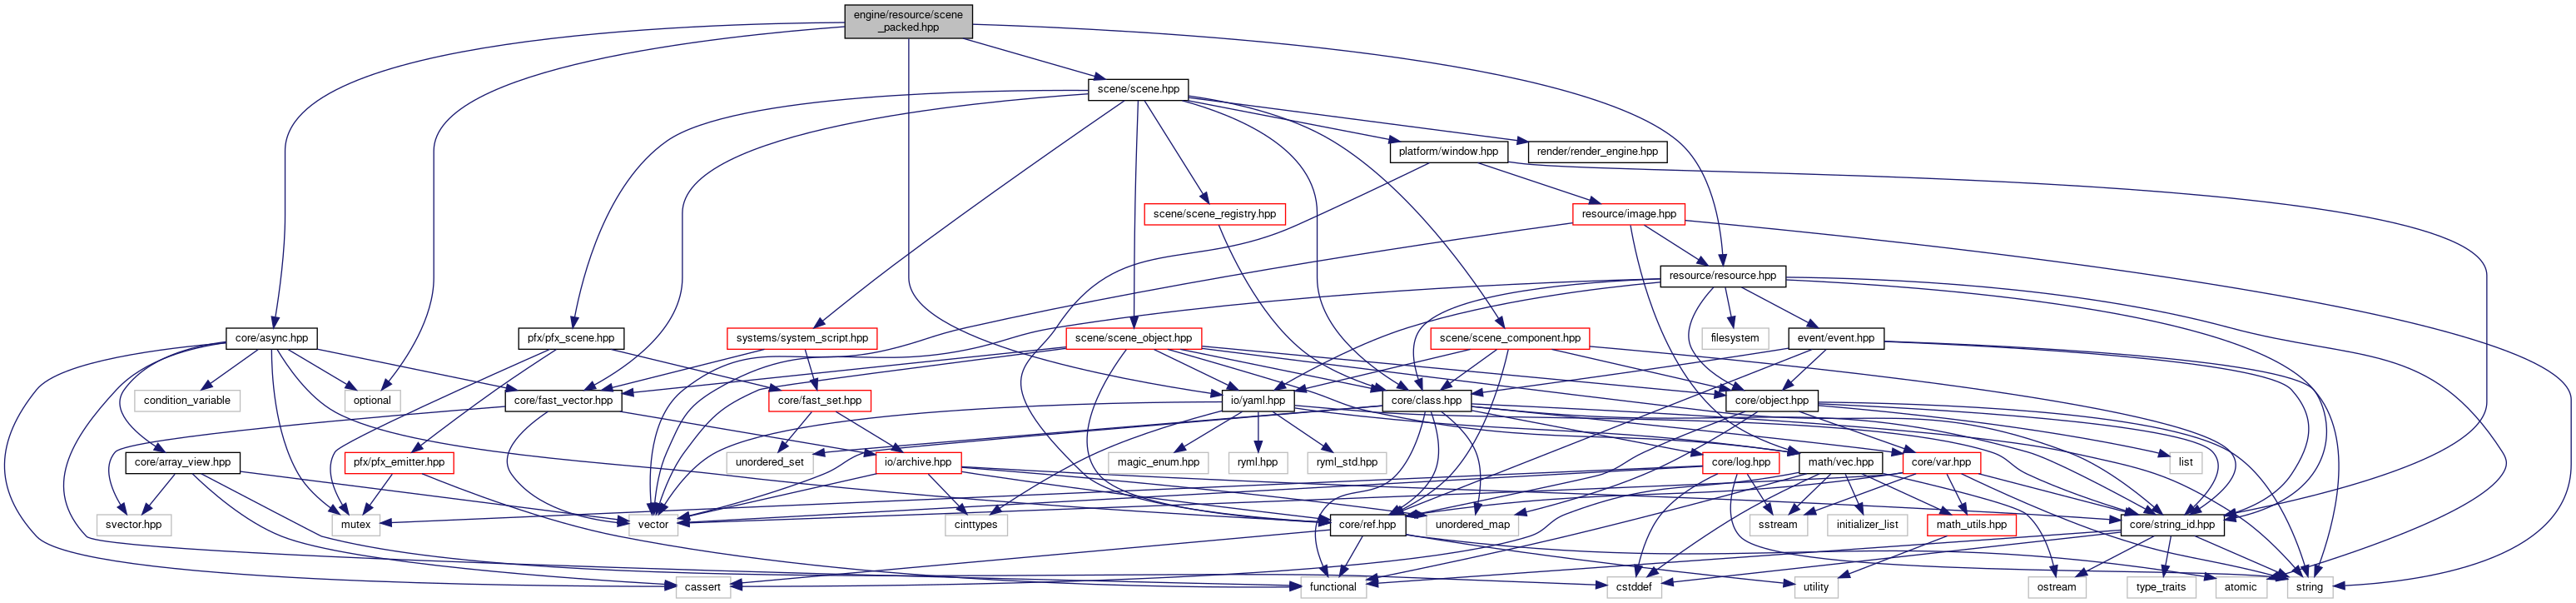 engine/resource/scene
_packed.hpp
scene/scene.hpp
platform/window.hpp
render/render_engine.hpp
scene/scene_registry.hpp
resource/image.hpp
resource/resource.hpp
core/async.hpp
pfx/pfx_scene.hpp
systems/system_script.hpp
scene/scene_object.hpp
scene/scene_component.hpp
filesystem
event/event.hpp
condition_variable
optional
core/fast_vector.hpp
core/fast_set.hpp
io/yaml.hpp
core/class.hpp
core/object.hpp
core/array_view.hpp
pfx/pfx_emitter.hpp
unordered_set
io/archive.hpp
magic_enum.hpp
ryml.hpp
ryml_std.hpp
core/log.hpp
math/vec.hpp
core/var.hpp
list
svector.hpp
mutex
vector
cinttypes
core/ref.hpp
unordered_map
sstream
initializer_list
math_utils.hpp
core/string_id.hpp
cassert
functional
cstddef
utility
ostream
type_traits
atomic
string